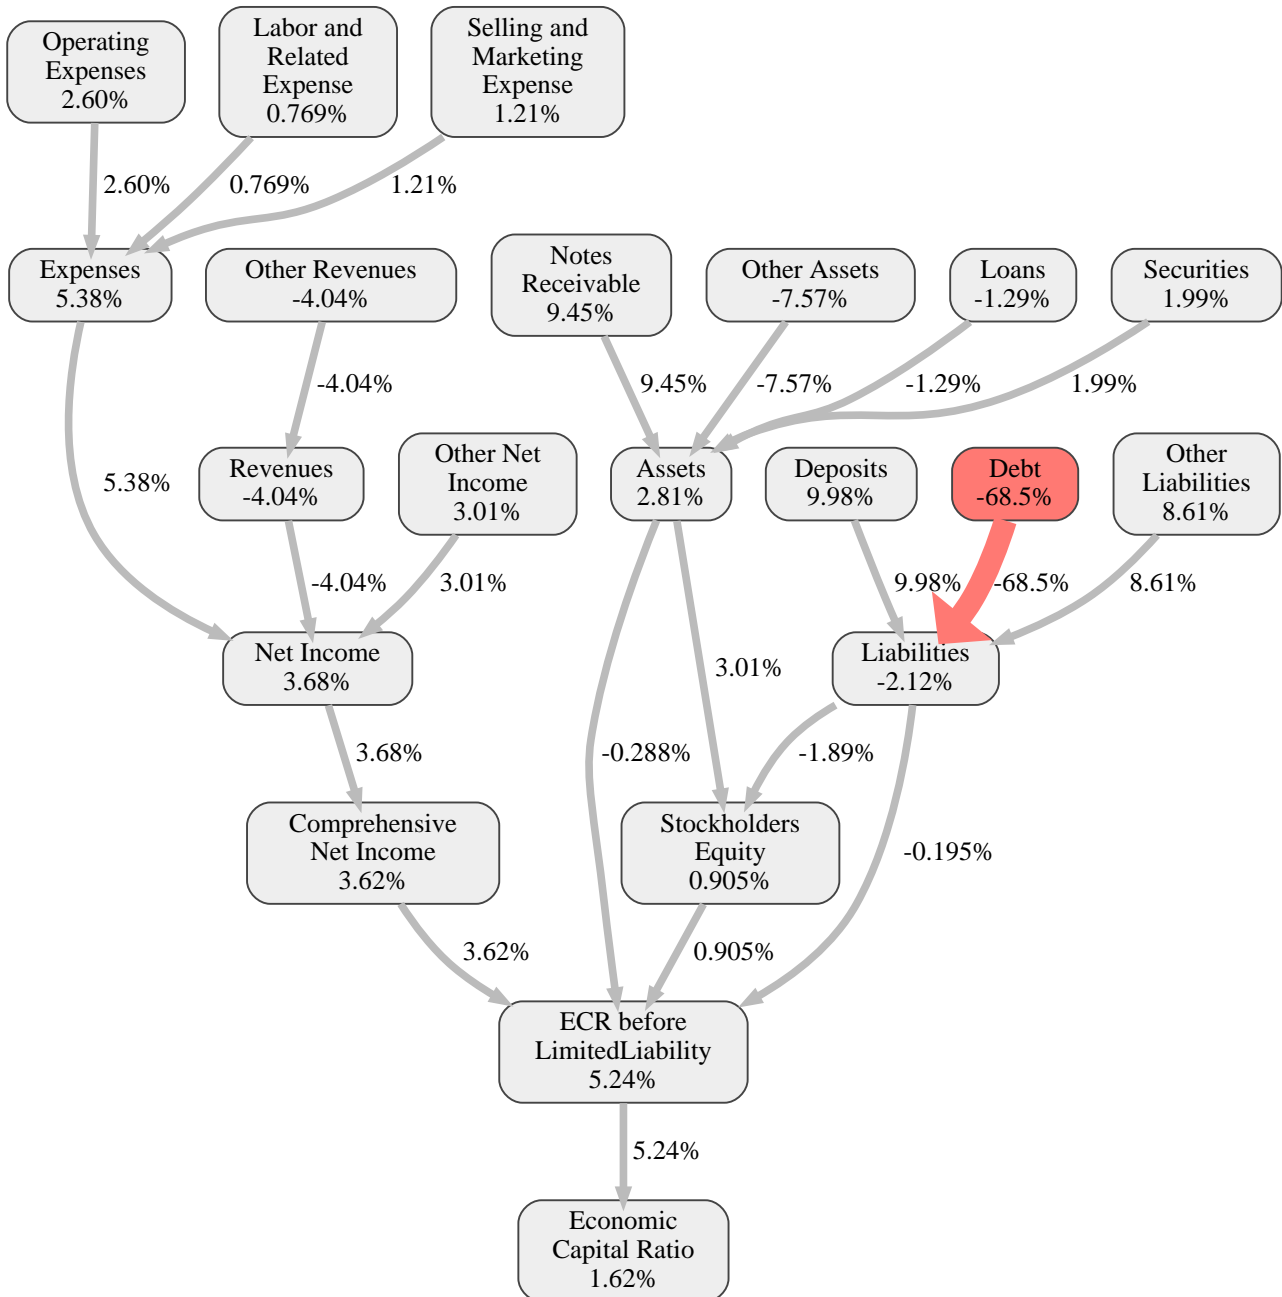 Operating
Expenses
2.60%
Labor and
Related
Expense
0.769%
Selling and
Marketing
Expense
1.21%
2.60%
0.769%
1.21%
Expenses
5.38%
Other Revenues
-4.04%
Notes
Receivable
9.45%
Other Assets
-7.57%
Loans
-1.29%
Securities
1.99%
-4.04%
9.45%
-7.57%
-1.29%
1.99%
5.38%
Revenues
-4.04%
Other Net
Income
3.01%
Assets
2.81%
Deposits
9.98%
Debt
-68.5%
Other
Liabilities
8.61%
-4.04%
3.01%
9.98%
-68.5%
8.61%
Net Income
3.68%
3.01%
Liabilities
-2.12%
3.68%
-0.288%
-1.89%
Comprehensive
Net Income
3.62%
Stockholders
Equity
0.905%
-0.195%
3.62%
0.905%
ECR before
LimitedLiability
5.24%
5.24%
Economic
Capital Ratio
1.62%